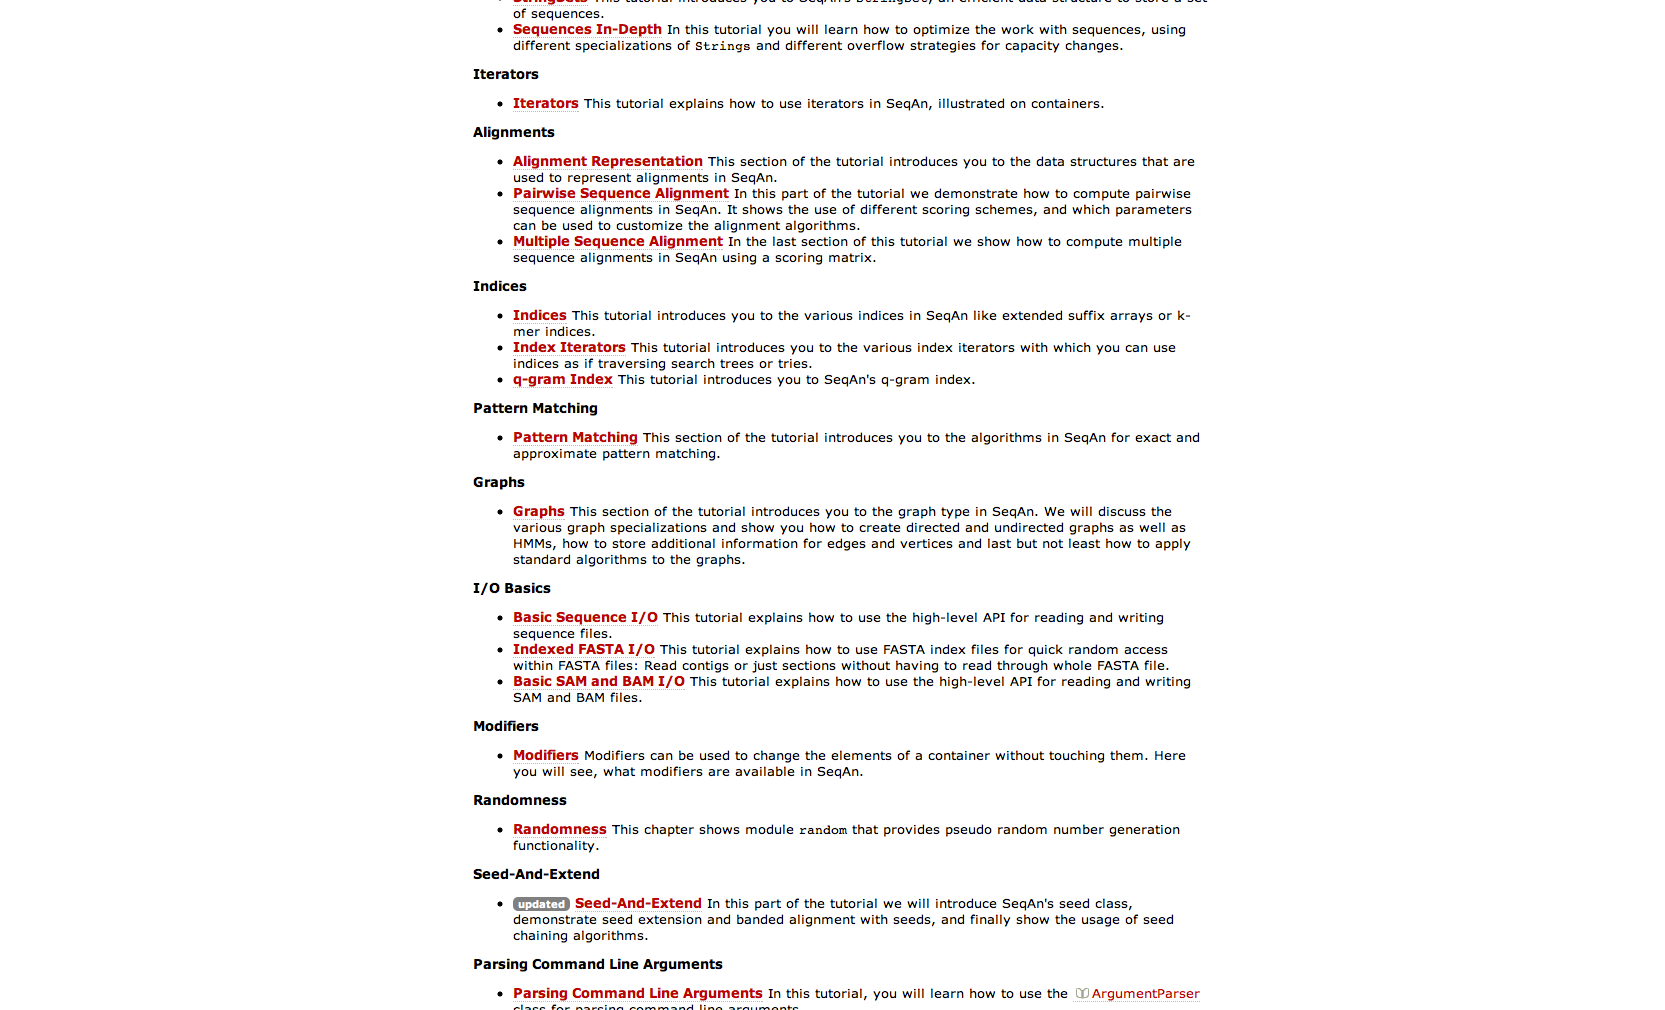 of sequences.
• Sequences In-Depth In this tutorial you will learn how to optimize the work with sequences, using
different specializations of Strings and different overflow strategies for capacity changes.
Iterators
• Iterators This tutorial explains how to use iterators in SeqAn, illustrated on containers.
Alignments
• Alignment Representation This section of the tutorial introduces you to the data structures that are
used to represent alignments in SeqAn.
• Pairwise Sequence Alignment In this part of the tutorial we demonstrate how to compute pairwise
sequence alignments in SeqAn. It shows the use of different scoring schemes, and which parameters
can be used to customize the alignment algorithms.
• Multiple Sequence Alignment In the last section of this tutorial we show how to compute multiple
sequence alignments in SeqAn using a scoring matrix.
Indices
• Indices This tutorial introduces you to the various indices in SeqAn like extended suffix arrays or k-
mer indices.
• Index Iterators This tutorial introduces you to the various index iterators with which you can use
indices as if traversing search trees or tries.
• q-gram Index This tutorial introduces you to SeqAn's q-gram index.
Pattern Matching
• Pattern Matching This section of the tutorial introduces you to the algorithms in SeqAn for exact and
approximate pattern matching.
Graphs
• Graphs This section of the tutorial introduces you to the graph type in SeqAn. We will discuss the
various graph specializations and show you how to create directed and undirected graphs as well as
HMMs, how to store additional information for edges and vertices and last but not least how to apply
standard algorithms to the graphs.
I/O Basics
• Basic Sequence I/O This tutorial explains how to use the high-level API for reading and writing
sequence files.
• Indexed FASTA I/O This tutorial explains how to use FASTA index files for quick random access
within FASTA files: Read contigs or just sections without having to read through whole FASTA file.
• Basic SAM and BAM I/O This tutorial explains how to use the high-level API for reading and writing
SAM and BAM files.
Modifiers
• Modifiers Modifiers can be used to change the elements of a container without touching them. Here
you will see, what modifiers are available in SeqAn.
Randomness
• Randomness This chapter shows module random that provides pseudo random number generation
functionality.
Seed-And-Extend
• updated Seed-And-Extend In this part of the tutorial we will introduce SeqAn's seed class,
demonstrate seed extension and banded alignment with seeds, and finally show the usage of seed
chaining algorithms.
Parsing Command Line Arguments
• Parsing Command Line Arguments In this tutorial, you will learn how to use the ArgumentParser
class for parsing command line arguments.